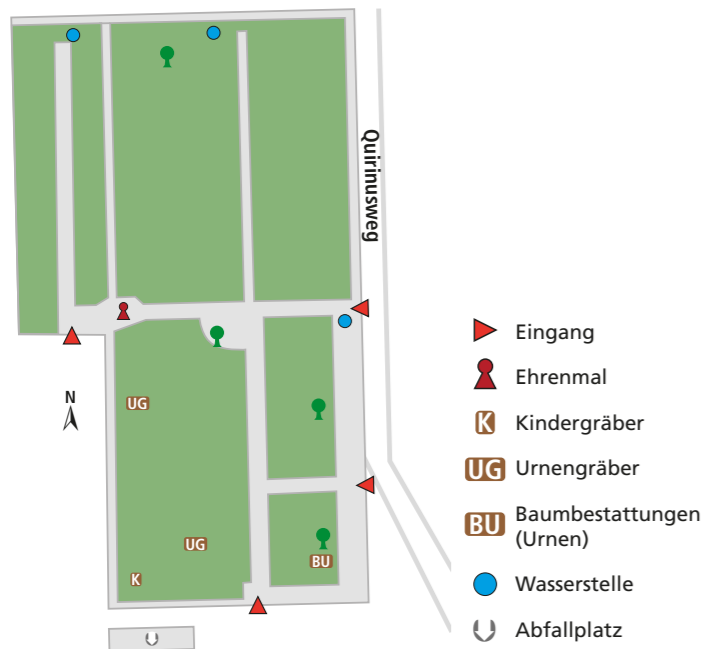 Quirinusweg
N
UG
UG
K
BU
Eingang
Ehrenmal
K Kindergräber
UG Urnengräber
BU Baumbestattungen
(Urnen)
Wasserstelle
Abfallplatz